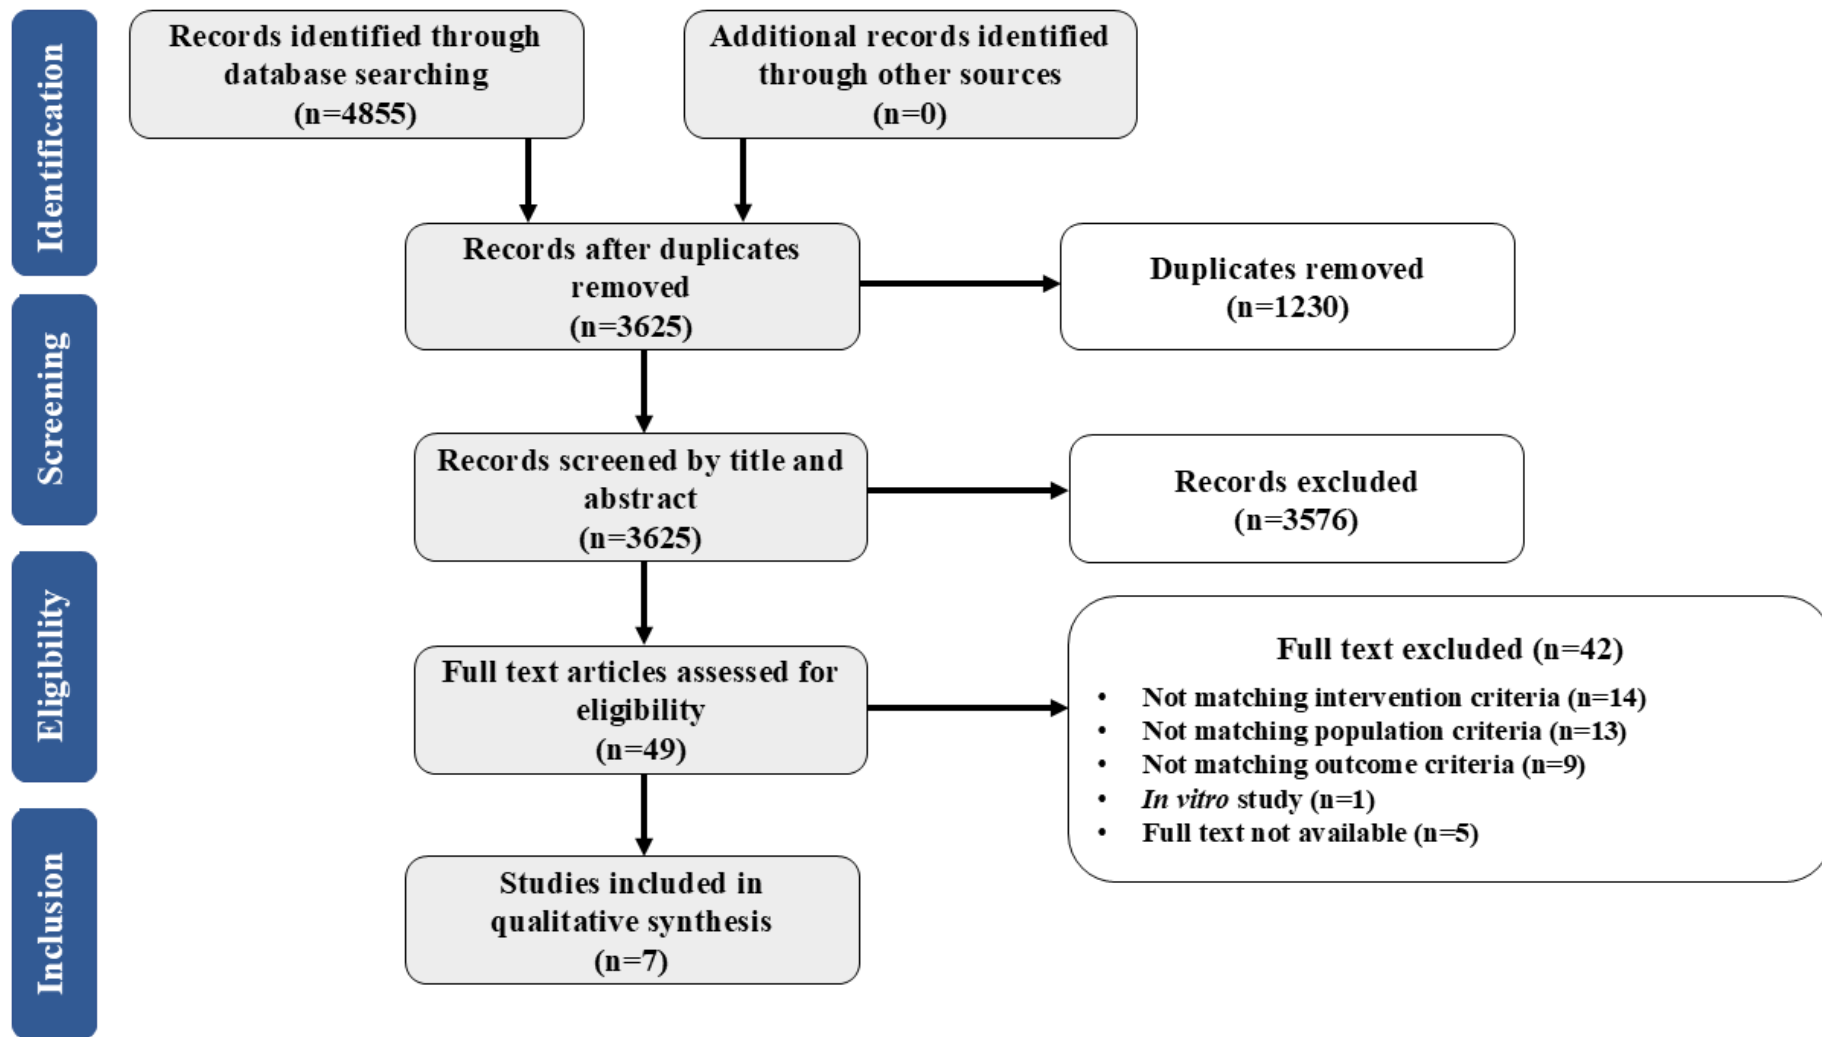 Identification
Records identified through
database searching
(n=4855)
Additional records identified
through other sources
(n=0)
Records after duplicates
removed
(n=3625)
Duplicates removed
(n=1230)
Screening
Records screened by title and
abstract
(n=3625)
Records excluded
(n=3576)
Eligibility
Full text articles assessed for
eligibility
(n=49)
Full text excluded (n=42)
• Not matching intervention criteria (n=14)
• Not matching population criteria (n=13)
• Not matching outcome criteria (n=9)
• In vitro study (n=1)
• Full text not available (n=5)
Inclusion
Studies included in
qualitative synthesis
(n=7)